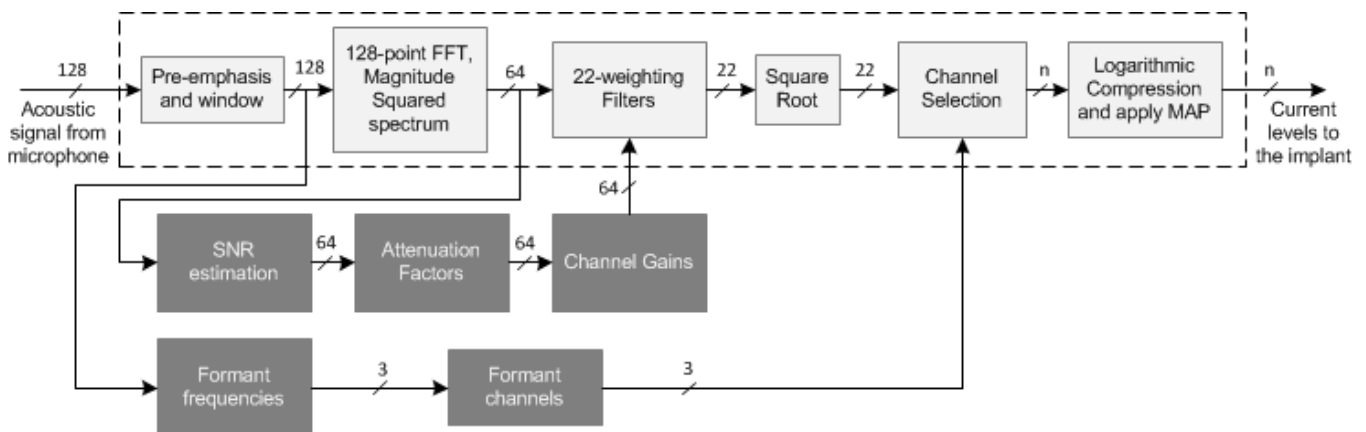 128
Acoustic
signal from
microphone
Pre-emphasis
and window
128
128-point FFT,
Magnitude
Squared
spectrum
64
22-weighting
Filters
22
Square
Root
22
Channel
Selection
n
Logarithmic
Compression
and apply MAP
n
Current
levels to
the implant
64
SNR
estimation
64
Attenuation
Factors
64
Channel Gains
Formant
frequencies
3
Formant
channels
3